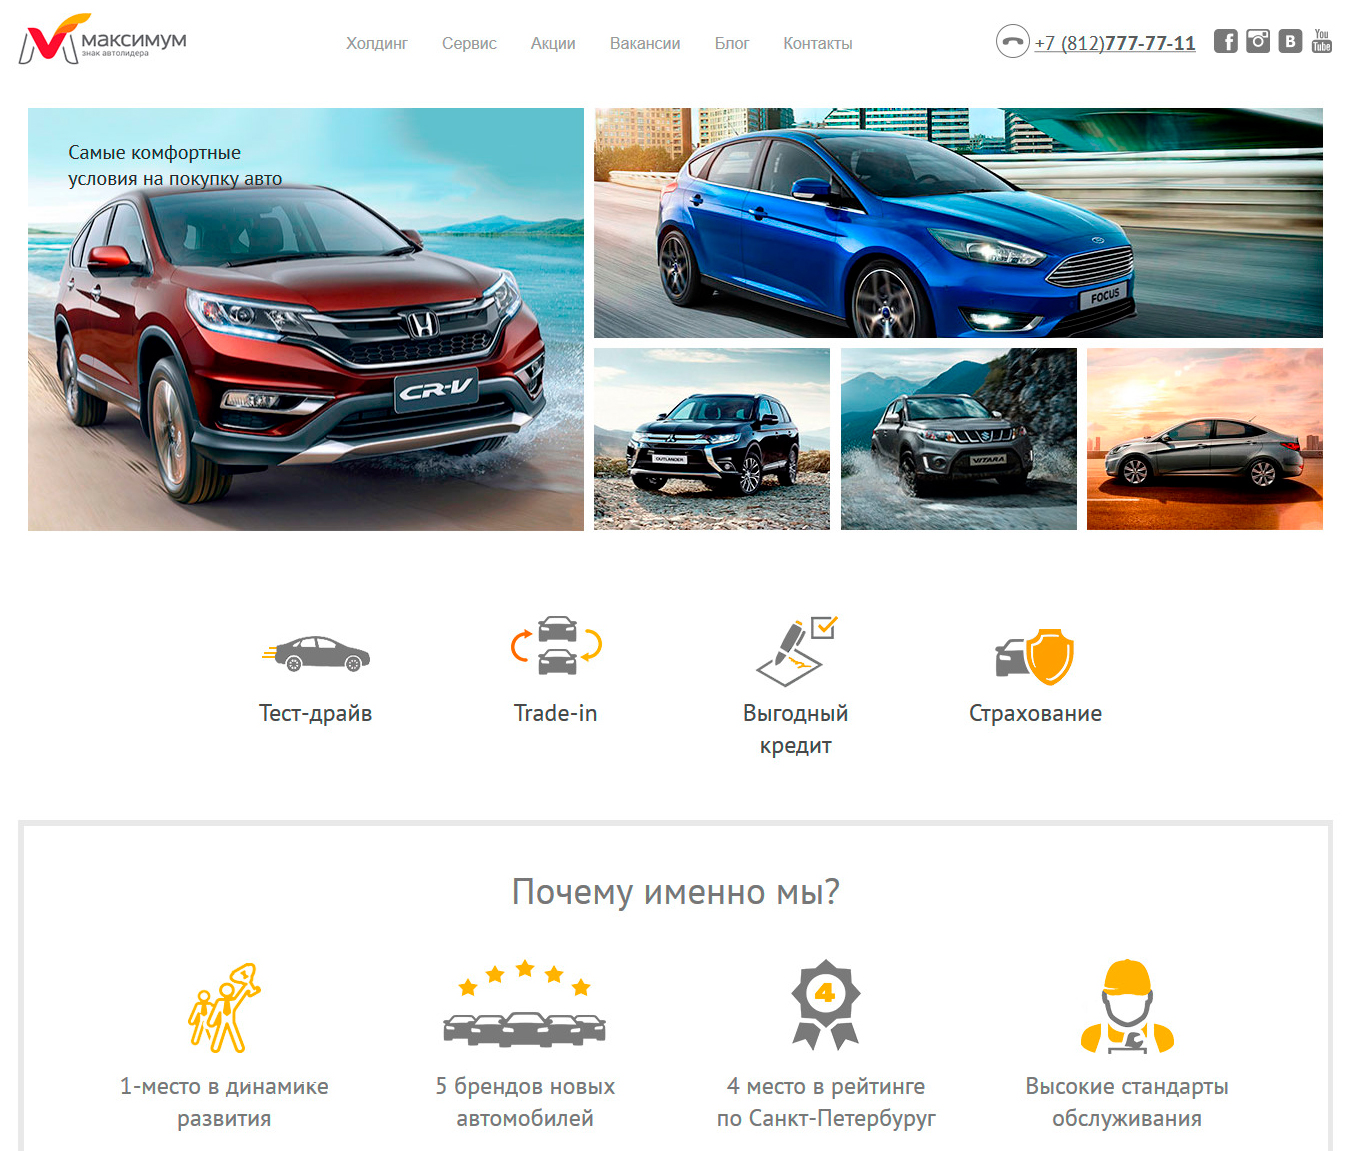 максимум
знак автолидера
Холдинг Сервис Акции Вакансии Блог Контакты
+7 (812)777-77-11
f
B
You
Tube
Самые комфортные
условия на покупку авто
CR-V
FOCUS
OUTLANDER
VITARA
Тест-драйв
Trade-in
Выгодный
кредит
Страхование
Почему именно мы?
1
4
1-место в динамике
развития
5 брендов новых
автомобилей
4 место в рейтинге
по Санкт-Петербуруг
Высокие стандарты
обслуживания